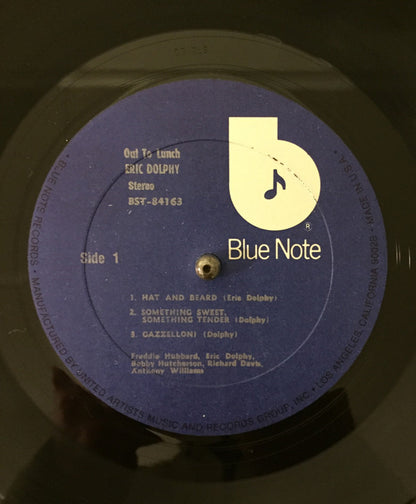 Out To Lunch
ERIC DOLPHY
Stereo
BST-84163
Side 1
b
®
Blue Note
1. HAT AND BEARD (Eric Dolphy)
2. SOMETHING SWEET,
SOMETHING TENDER (Dolphy)
3. GAZZELLONI (Dolphy)
Freddie Hubbard, Eric Dolphy,
Bobby Hutcherson, Richard Davis,
Anthony Williams
• BLUE NOTE RECORDS • MANUFACTURED BY UNITED ARTISTS MUSIC AND RECORDS GROUP, INC. • LOS ANGELES, CALIFORNIA 90028 • MADE IN U.S.A.